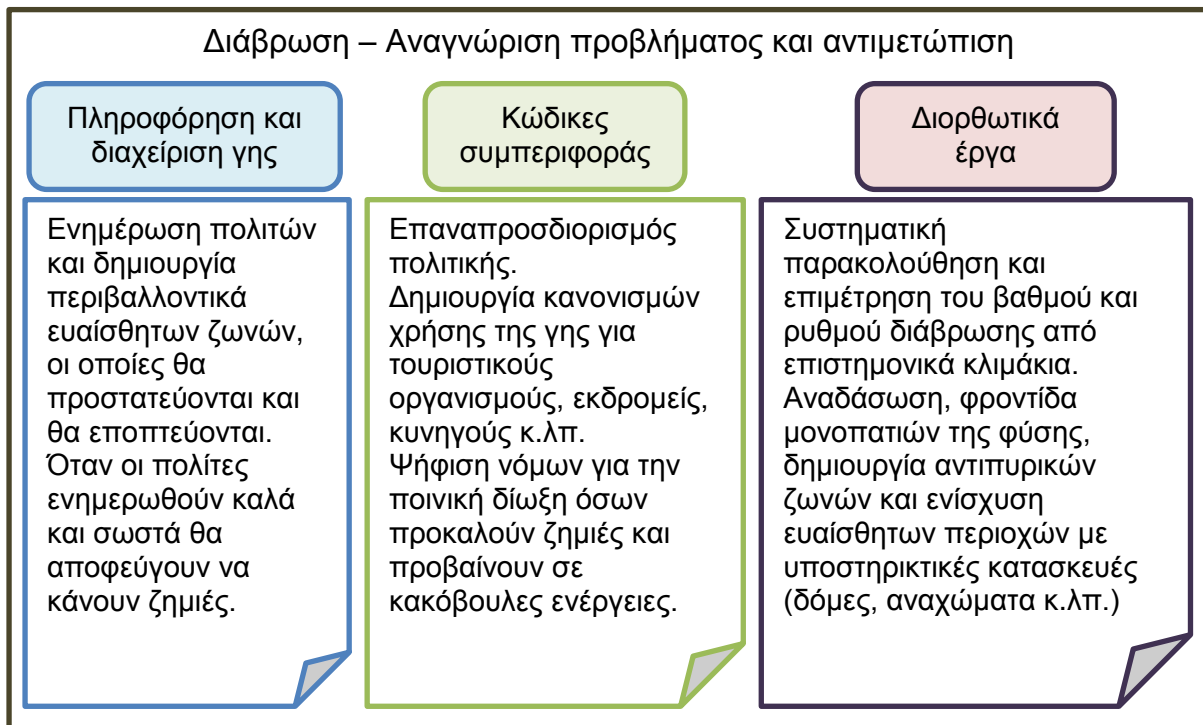 Διάβρωση – Αναγνώριση προβλήματος και αντιμετώπιση
Πληροφόρηση και
διαχείριση γης
Ενημέρωση πολιτών
και δημιουργία
περιβαλλοντικά
ευαίσθητων ζωνών,
οι οποίες θα
προστατεύονται και
θα εποπτεύονται.
Όταν οι πολίτες
ενημερωθούν καλά
και σωστά θα
αποφεύγουν να
κάνουν ζημιές.
Κώδικες
συμπεριφοράς
Επαναπροσδιορισμός
πολιτικής.
Δημιουργία κανονισμών
χρήσης της γης για
τουριστικούς
οργανισμούς, εκδρομείς,
κυνηγούς κ.λπ.
Ψήφιση νόμων για την
ποινική δίωξη όσων
προκαλούν ζημιές και
προβαίνουν σε
κακόβουλες ενέργειες.
Διορθωτικά
έργα
Συστηματική
παρακολούθηση και
επιμέτρηση του βαθμού και
ρυθμού διάβρωσης από
επιστημονικά κλιμάκια.
Αναδάσωση, φροντίδα
μονοπατιών της φύσης,
δημιουργία αντιπυρικών
ζωνών και ενίσχυση
ευαίσθητων περιοχών με
υποστηρικτικές κατασκευές
(δόμες, αναχώματα κ.λπ.)